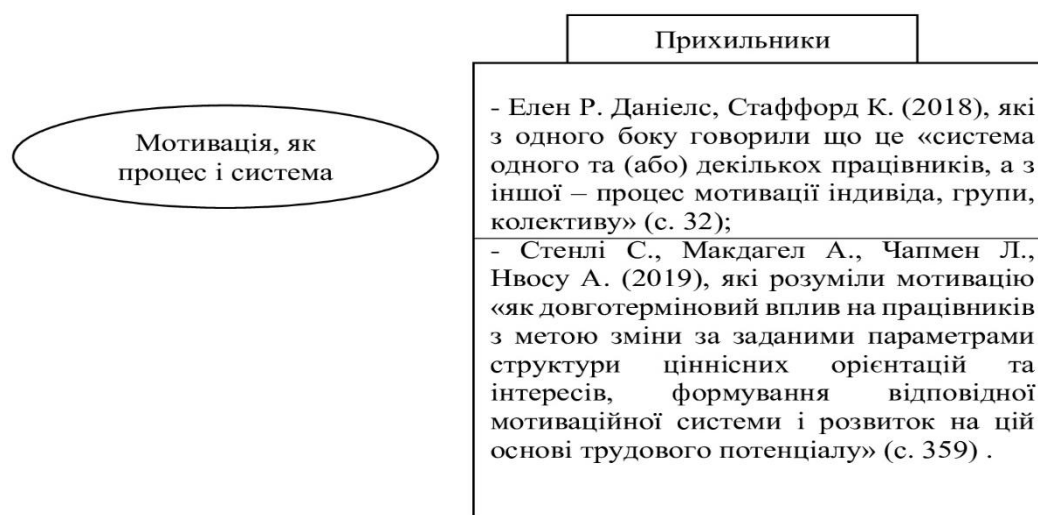 Прихильники
Мотивація, як
процес і система
- Елен Р. Даніелс, Стаффорд К. (2018), які
з одного боку говорили що це «система
одного та (або) декількох працівників, а з
іншої – процес мотивації індивіда, групи,
колективу» (с. 32);
- Стенлі С., Макдагел А., Чапмен Л.,
Нвосу А. (2019), які розуміли мотивацію
«як довготерміновий вплив на працівників
з метою зміни за заданими параметрами
структури ціннісних орієнтацій та
інтересів, формування відповідної
мотиваційної системи і розвиток на цій
основі трудового потенціалу» (с. 359) .